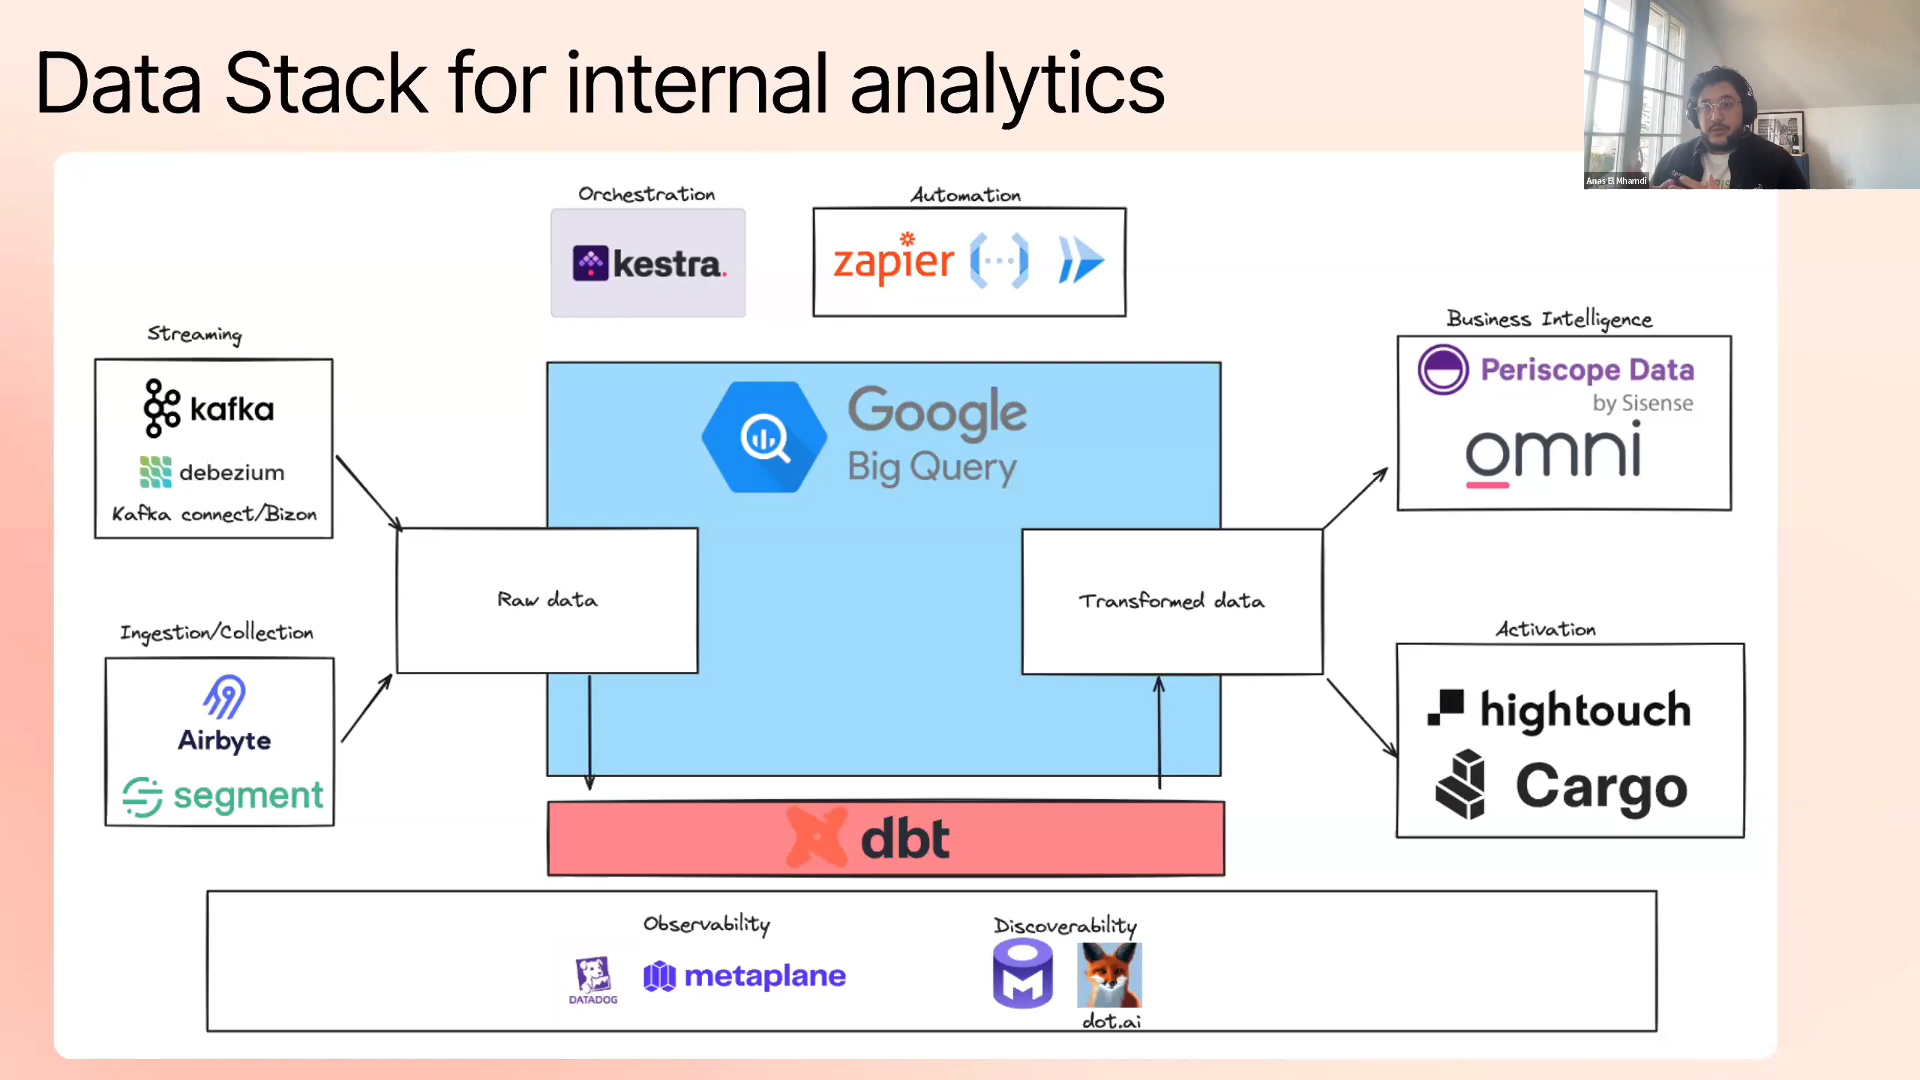 Data Stack for internal analytics
Anas El Mhamdi
Orchestration
kestra.
Automation
zapier
Streaming
kafka
debezium
Kafka connect/Bizon
Ingestion/Collection
Airbyte
segment
Google
Big Query
Raw data
Transformed data
dbt
Business Intelligence
Periscope Data
by Sisense
omni
Activation
hightouch
Cargo
Observability
DATADOG
metaplane
Discoverability
M
dot.ai